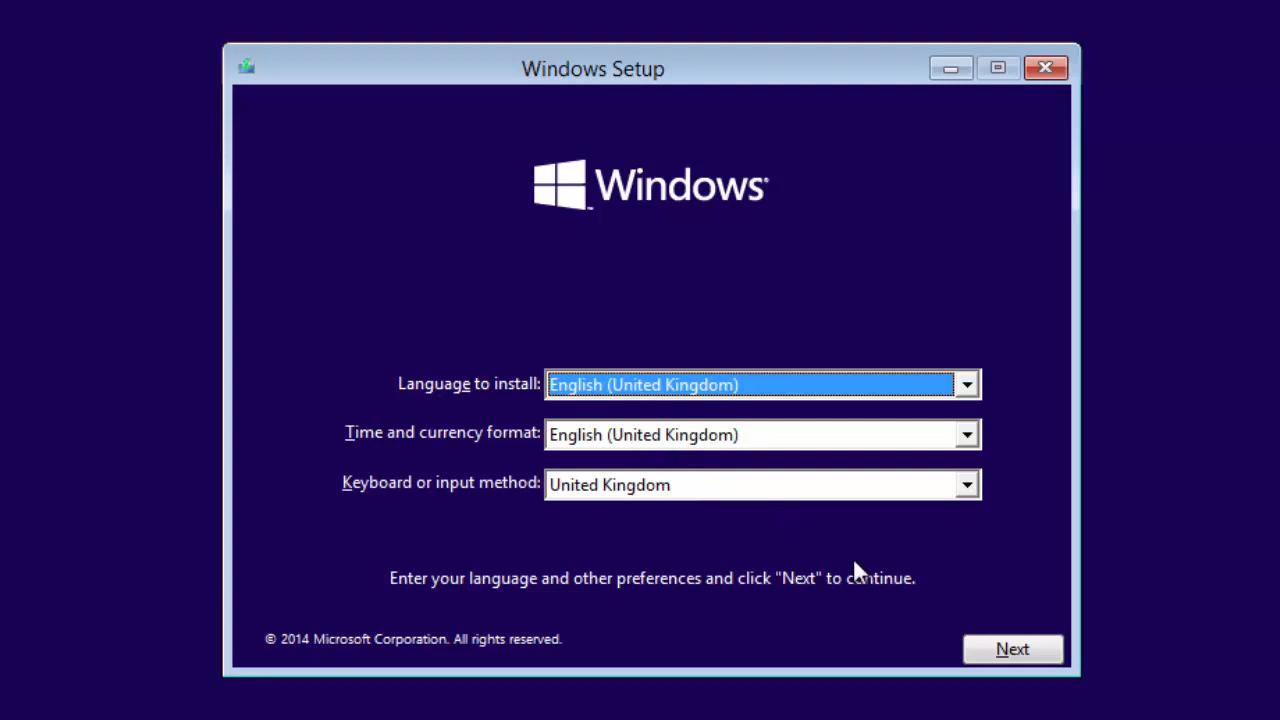 Windows Setup
Windows
Language to install: English (United Kingdom)
Time and currency format: English (United Kingdom)
Keyboard or input method: United Kingdom
Enter your language and other preferences and click "Next" to continue.
© 2014 Microsoft Corporation. All rights reserved.
Next